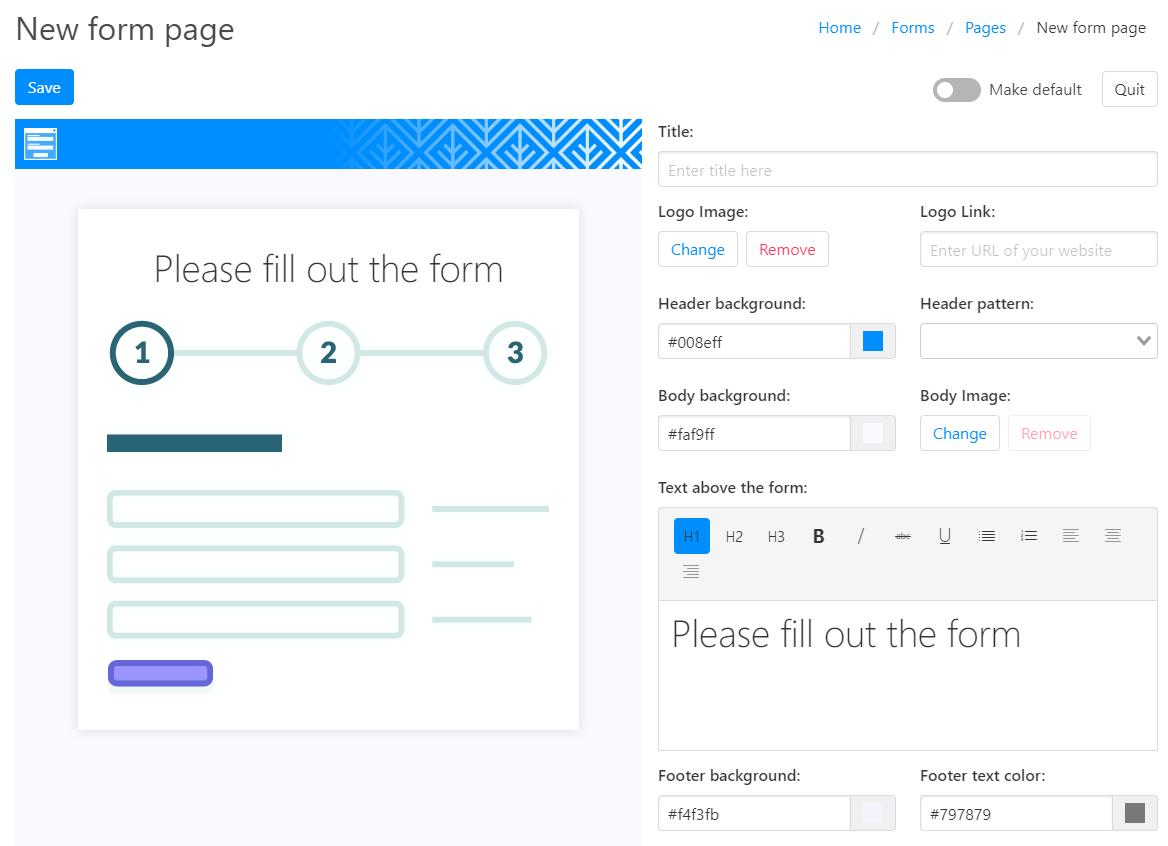 New form page
Home / Forms / Pages / New form page
Save
Make default
Quit
Title:
Enter title here
Logo Image:
Logo Link:
Change
Remove
Enter URL of your website
Header background:
Header pattern:
#008eff
Body background:
Body Image:
#faf9ff
Change
Remove
Text above the form:
H1 H2 H3 B / abc U
Please fill out the form
Footer background:
Footer text color:
#f4f3fb
#797879
Please fill out the form
1 2 3